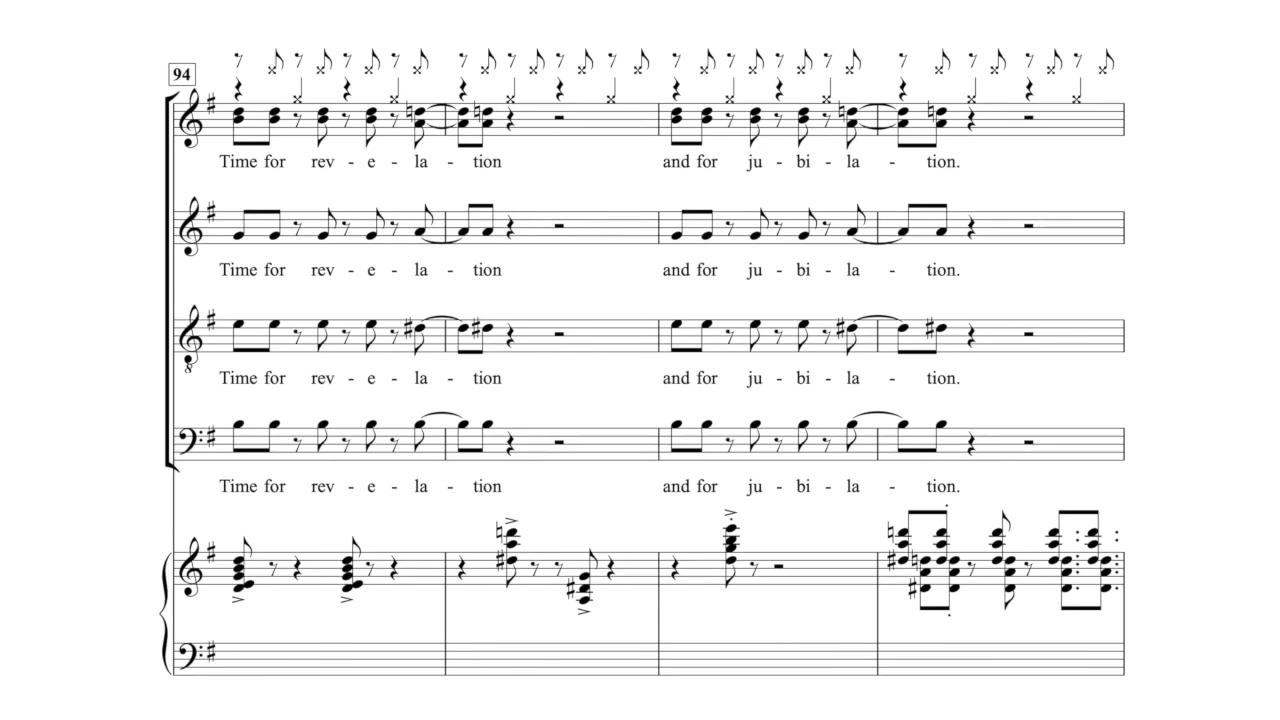 94
Time for rev - e - la - tion and for ju - bi - la - tion.
Time for rev - e - la - tion and for ju - bi - la - tion.
Time for rev - e - la - tion and for ju - bi - la - tion.
8
Time for rev - e - la - tion and for ju - bi - la - tion.